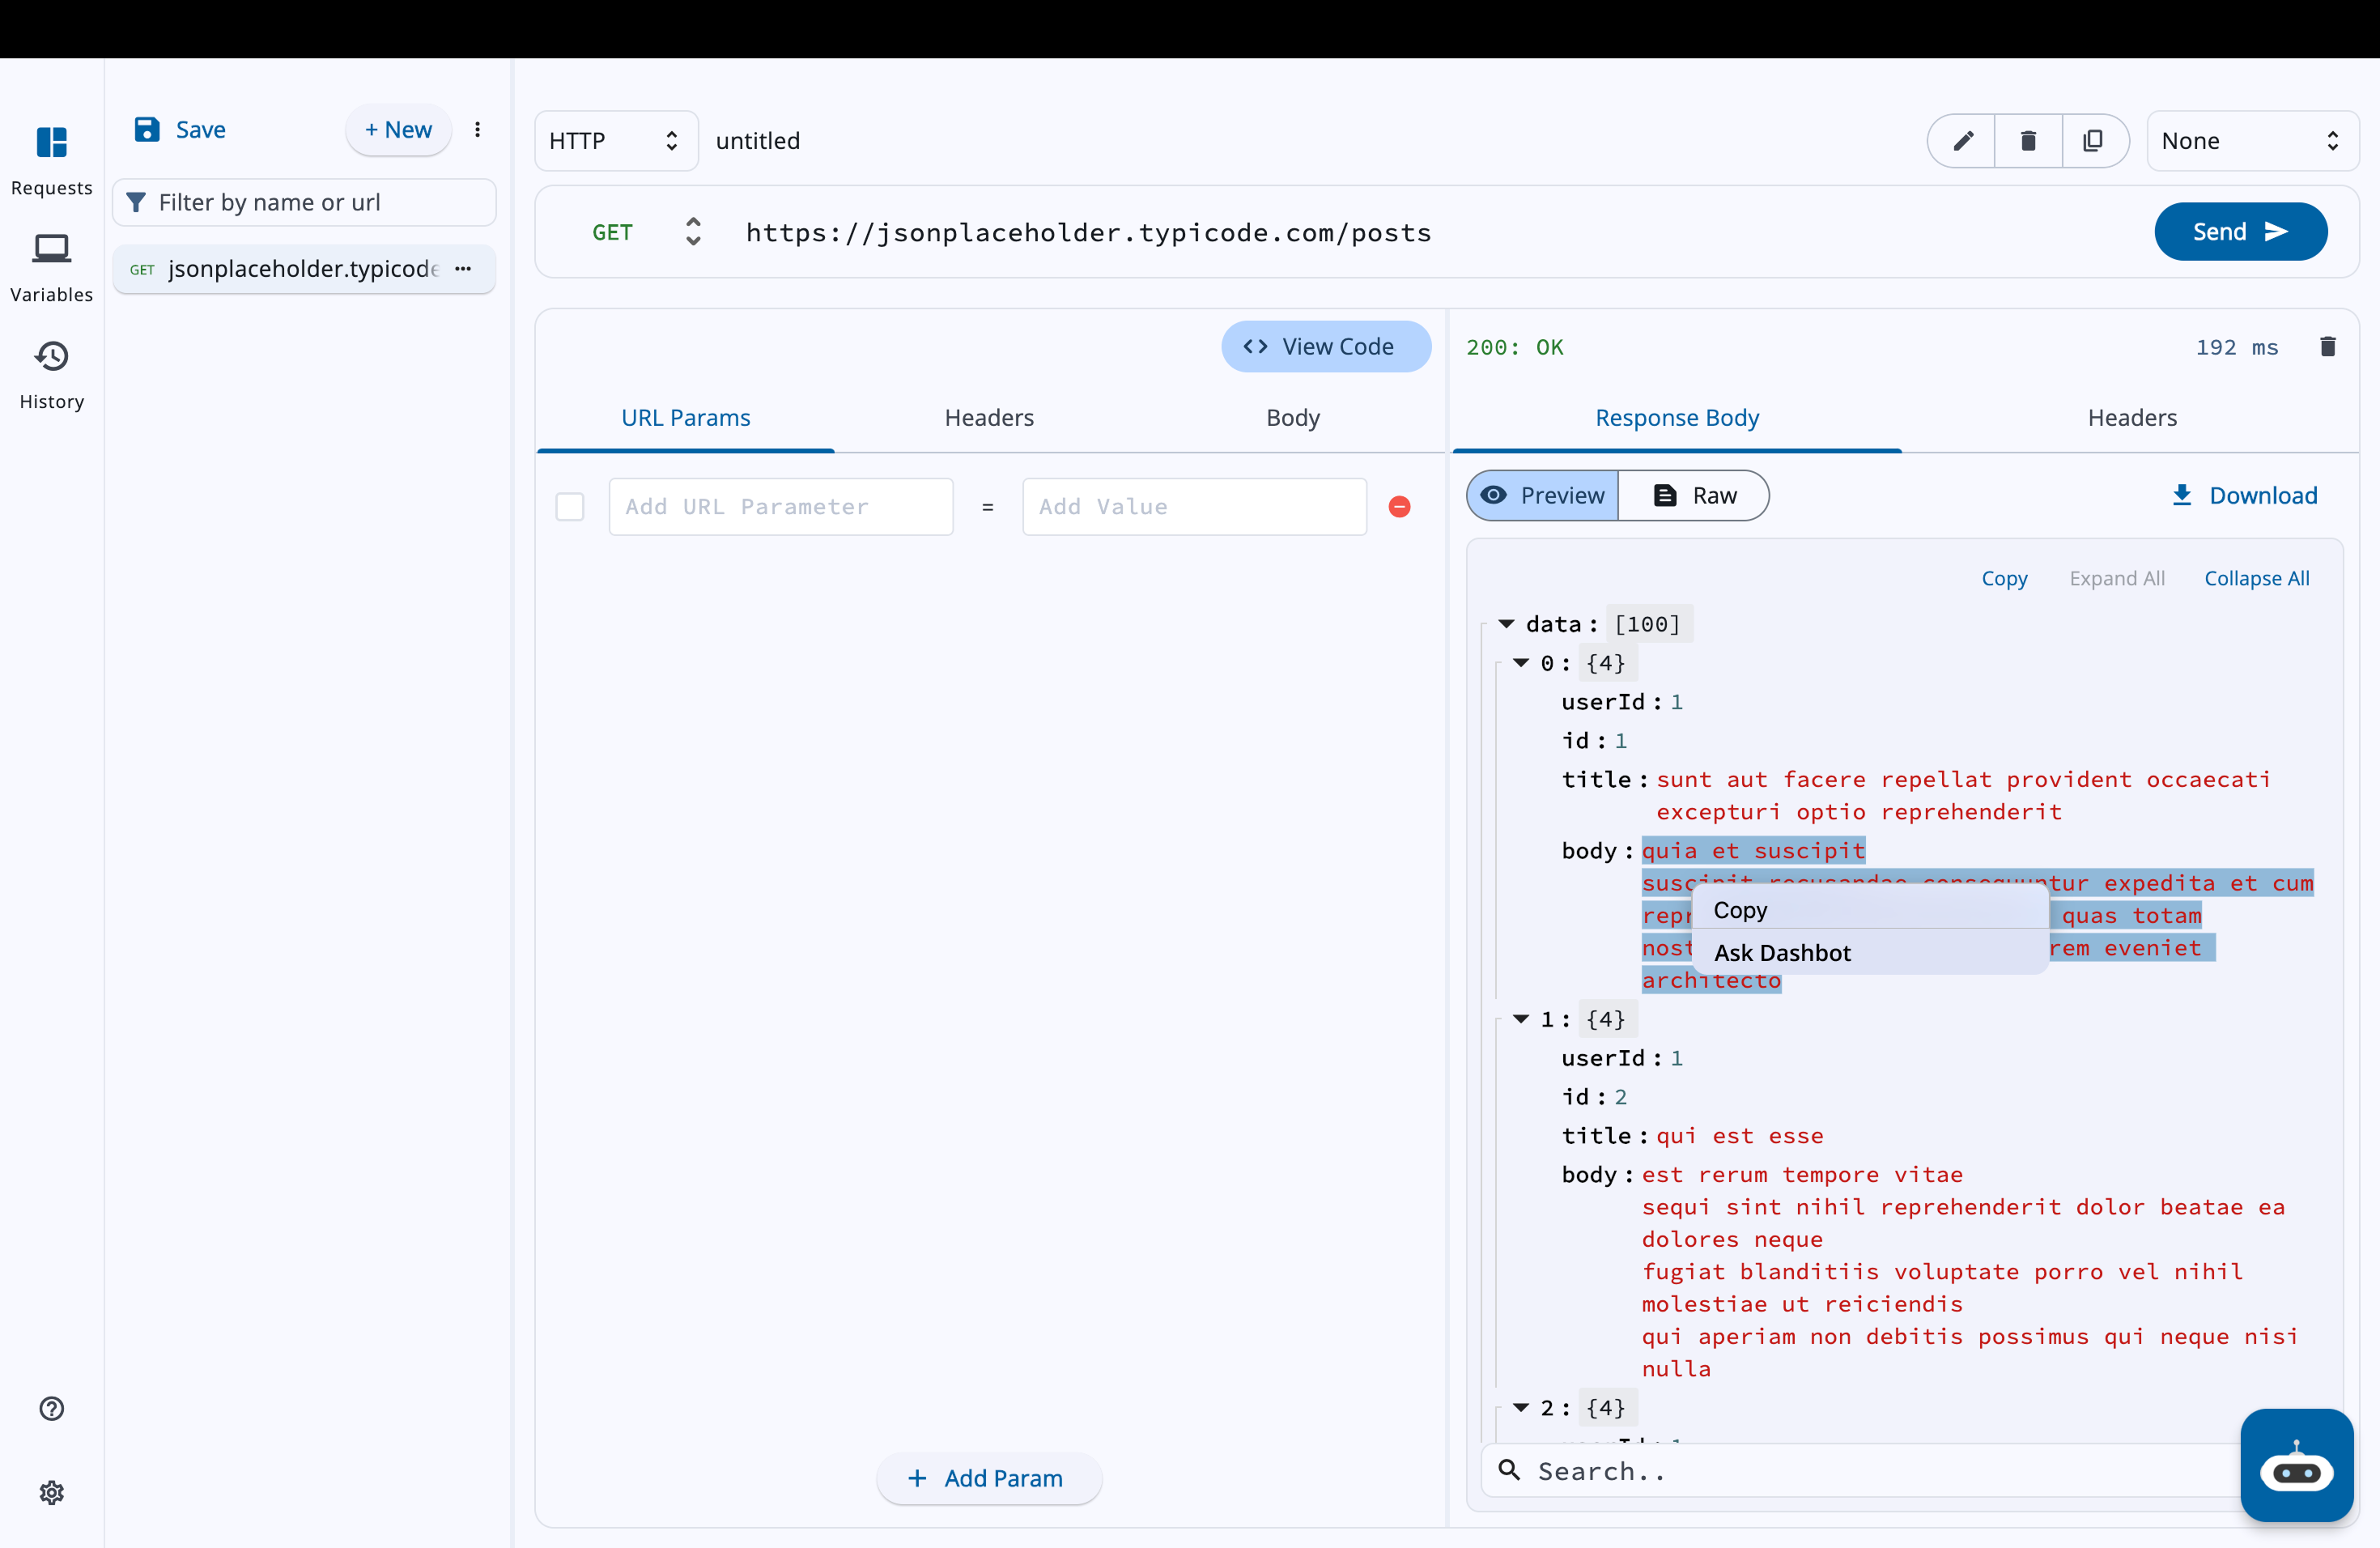 Requests
Variables
History
Save
+ New
Filter by name or url
GET jsonplaceholder.typicode
HTTP
untitled
None
GET
https://jsonplaceholder.typicode.com/posts
Send
View Code
URL Params
Headers
Body
Add URL Parameter
=
Add Value
Add Param
200: OK
192 ms
Response Body
Headers
Preview
Raw
Download
Copy
Expand All
Collapse All
data: [100]
0: {4}
userId: 1
id: 1
title: sunt aut facere repellat provident occaecati
excepturi optio reprehenderit
body: quia et suscipit
suscipit recusandae consequuntur expedita et cum
quas totam
rem eveniet
architecto
Copy
Ask Dashbot
1: {4}
userId: 1
id: 2
title: qui est esse
body: est rerum tempore vitae
sequi sint nihil reprehenderit dolor beatae ea
dolores neque
fugiat blanditiis voluptate porro vel nihil
molestiae ut reiciendis
qui aperiam non debitis possimus qui neque nisi
nulla
2: {4}
Search..